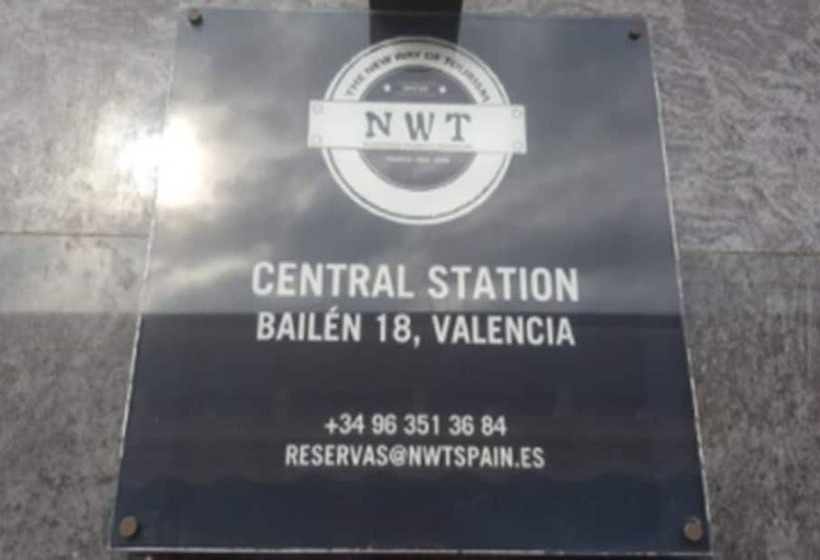 THE NEW WAY OF TOURISM
NWT
CENTRAL STATION
BAILÉN 18, VALENCIA
+34 96 351 36 84
RESERVAS@NWTSPAIN.ES